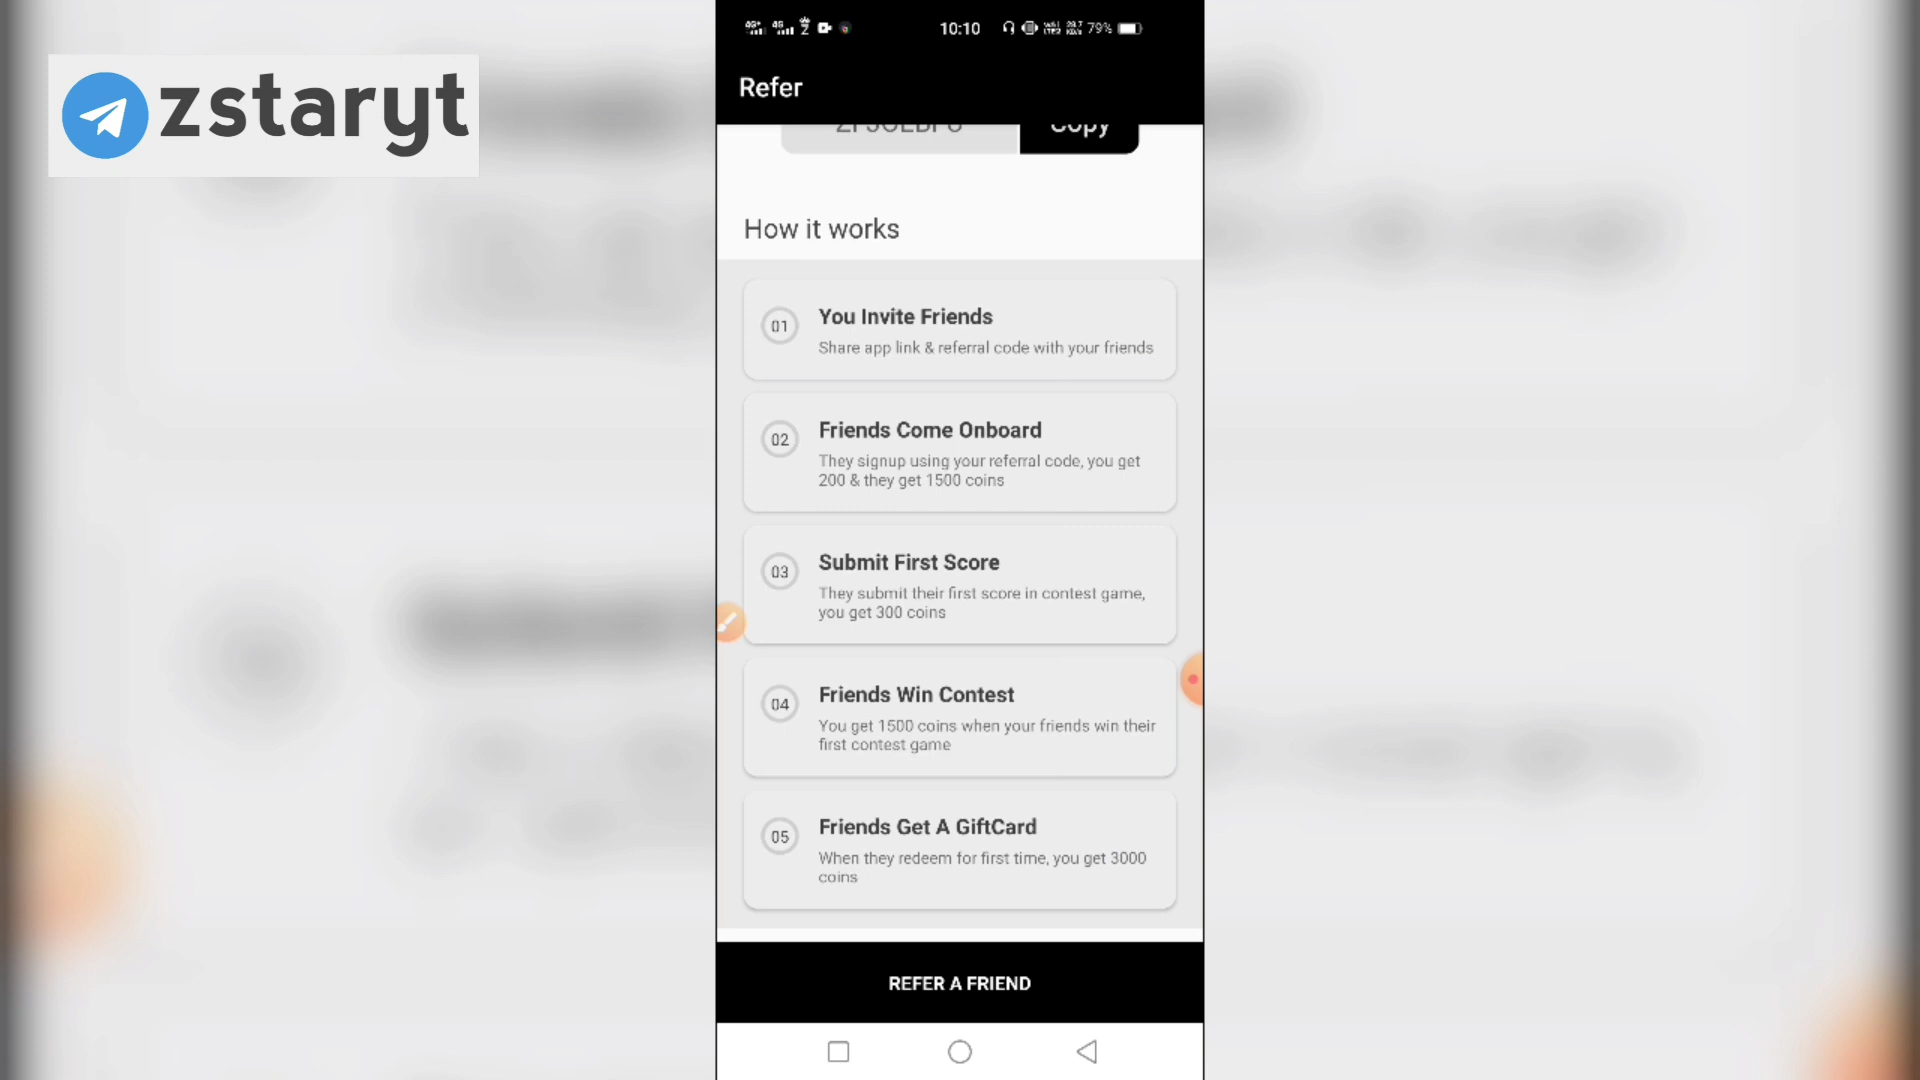 zstaryt
10:10
79%
Refer
Copy
How it works
01
You Invite Friends
Share app link & referral code with your friends
02
Friends Come Onboard
They signup using your referral code, you get
200 & they get 1500 coins
03
Submit First Score
They submit their first score in contest game,
you get 300 coins
04
Friends Win Contest
You get 1500 coins when your friends win their
first contest game
05
Friends Get A GiftCard
When they redeem for first time, you get 3000
coins
REFER A FRIEND